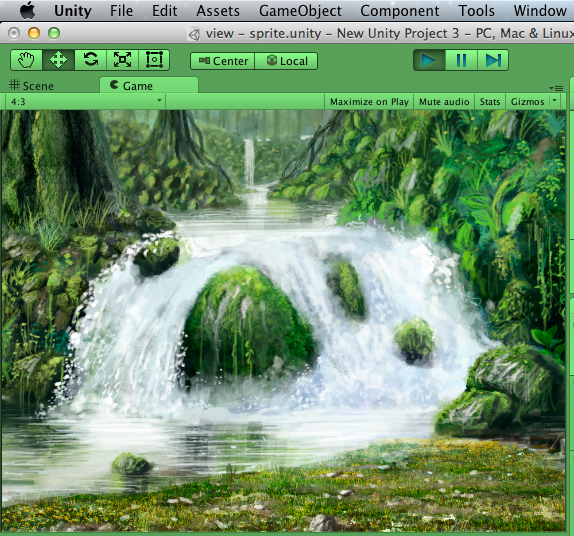 Unity File Edit Assets GameObject Component Tools Window
view - sprite.unity - New Unity Project 3 - PC, Mac & Linux
Center Local
Scene Game
4:3 Maximize on Play Mute audio Stats Gizmos